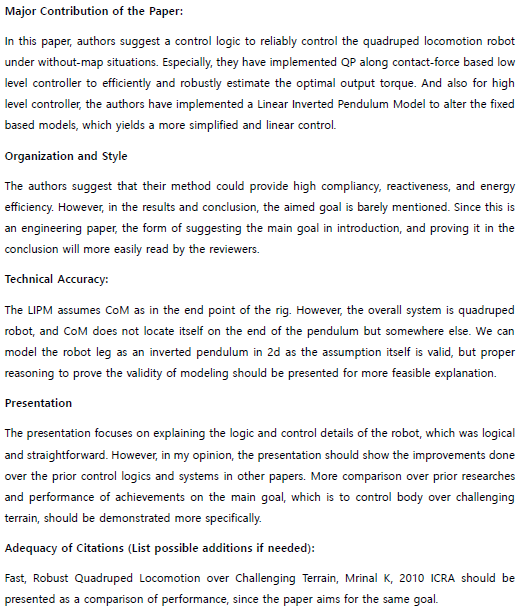 Major Contribution of the Paper:
In this paper, authors suggest a control logic to reliably control the quadruped locomotion robot
under without-map situations. Especially, they have implemented QP along contact-force based low
level controller to efficiently and robustly estimate the optimal output torque. And also for high
level controller, the authors have implemented a Linear Inverted Pendulum Model to alter the fixed
based models, which yields a more simplified and linear control.
Organization and Style
The authors suggest that their method could provide high compliancy, reactiveness, and energy
efficiency. However, in the results and conclusion, the aimed goal is barely mentioned. Since this is
an engineering paper, the form of suggesting the main goal in introduction, and proving it in the
conclusion will more easily read by the reviewers.
Technical Accuracy:
The LIPM assumes CoM as in the end point of the rig. However, the overall system is quadruped
robot, and CoM does not locate itself on the end of the pendulum but somewhere else. We can
model the robot leg as an inverted pendulum in 2d as the assumption itself is valid, but proper
reasoning to prove the validity of modeling should be presented for more feasible explanation.
Presentation
The presentation focuses on explaining the logic and control details of the robot, which was logical
and straightforward. However, in my opinion, the presentation should show the improvements done
over the prior control logics and systems in other papers. More comparison over prior researches
and performance of achievements on the main goal, which is to control body over challenging
terrain, should be demonstrated more specifically.
Adequacy of Citations (List possible additions if needed):
Fast, Robust Quadruped Locomotion over Challenging Terrain, Mrinal K, 2010 ICRA should be
presented as a comparison of performance, since the paper aims for the same goal.